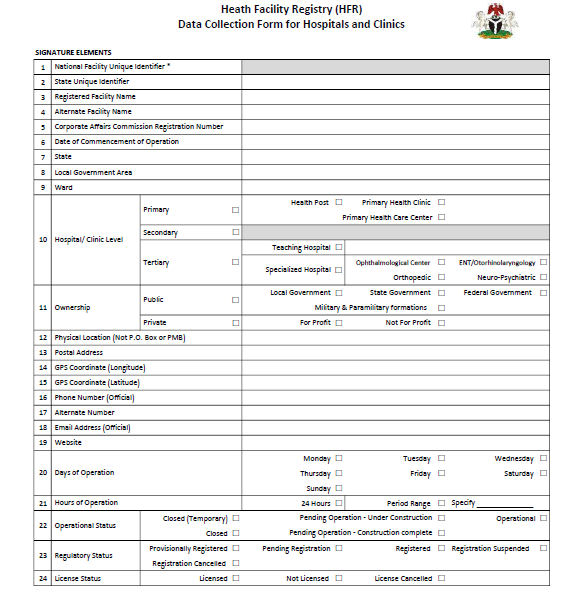 Heath Facility Registry (HFR)
Data Collection Form for Hospitals and Clinics
SIGNATURE ELEMENTS
1 National Facility Unique Identifier *
2 State Unique Identifier
3 Registered Facility Name
4 Alternate Facility Name
5 Corporate Affairs Commission Registration Number
6 Date of Commencement of Operation
7 State
8 Local Government Area
9 Ward
10 Hospital/ Clinic Level
Primary ☐ Health Post ☐ Primary Health Clinic ☐
Primary Health Care Center ☐
Secondary ☐
Tertiary ☐ Teaching Hospital ☐
Specialized Hospital ☐ Ophthalmological Center ☐ ENT/Otorhinolaryngology ☐
Orthopedic ☐ Neuro-Psychiatric ☐
11 Ownership
Public ☐ Local Government ☐ State Government ☐ Federal Government ☐
Military & Paramilitary formations ☐
Private ☐ For Profit ☐ Not For Profit ☐
12 Physical Location (Not P.O. Box or PMB)
13 Postal Address
14 GPS Coordinate (Longitude)
15 GPS Coordinate (Latitude)
16 Phone Number (Official)
17 Alternate Number
18 Email Address (Official)
19 Website
20 Days of Operation
Monday ☐ Tuesday ☐ Wednesday ☐
Thursday ☐ Friday ☐ Saturday ☐
Sunday ☐
21 Hours of Operation 24 Hours ☐ Period Range ☐ Specify ____________
22 Operational Status
Closed (Temporary) ☐ Pending Operation - Under Construction ☐ Operational ☐
Closed ☐ Pending Operation - Construction complete ☐
23 Regulatory Status
Provisionally Registered ☐ Pending Registration ☐ Registered ☐ Registration Suspended ☐
Registration Cancelled ☐
24 License Status Licensed ☐ Not Licensed ☐ License Cancelled ☐